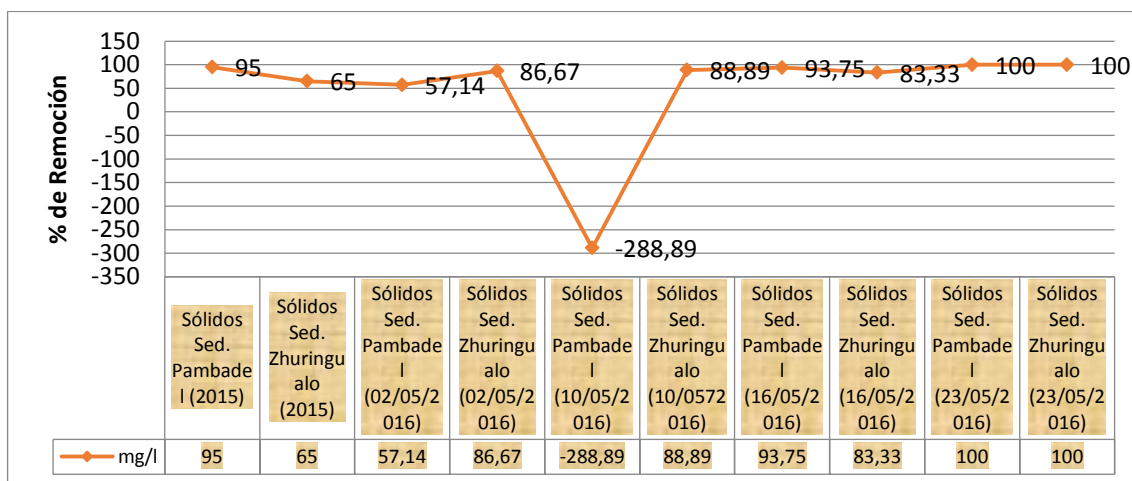 % de Remoción
150
100
50
0
-50
-100
-150
-200
-250
-300
-350
95
65
57,14
86,67
-288,89
88,89
93,75
83,33
100
100
Sólidos
Sed.
Pambade
l (2015)
Sólidos
Sed.
Zhuringu
alo
(2015)
Sólidos
Sed.
Pambade
l
(02/05/2
016)
Sólidos
Sed.
Zhuringu
alo
(02/05/2
016)
Sólidos
Sed.
Pambade
l
(10/05/2
016)
Sólidos
Sed.
Zhuringu
alo
(10/0572
016)
Sólidos
Sed.
Pambade
l
(16/05/2
016)
Sólidos
Sed.
Zhuringu
alo
(16/05/2
016)
Sólidos
Sed.
Pambade
l
(23/05/2
016)
Sólidos
Sed.
Zhuringu
alo
(23/05/2
016)
mg/l 95 65 57,14 86,67 -288,89 88,89 93,75 83,33 100 100